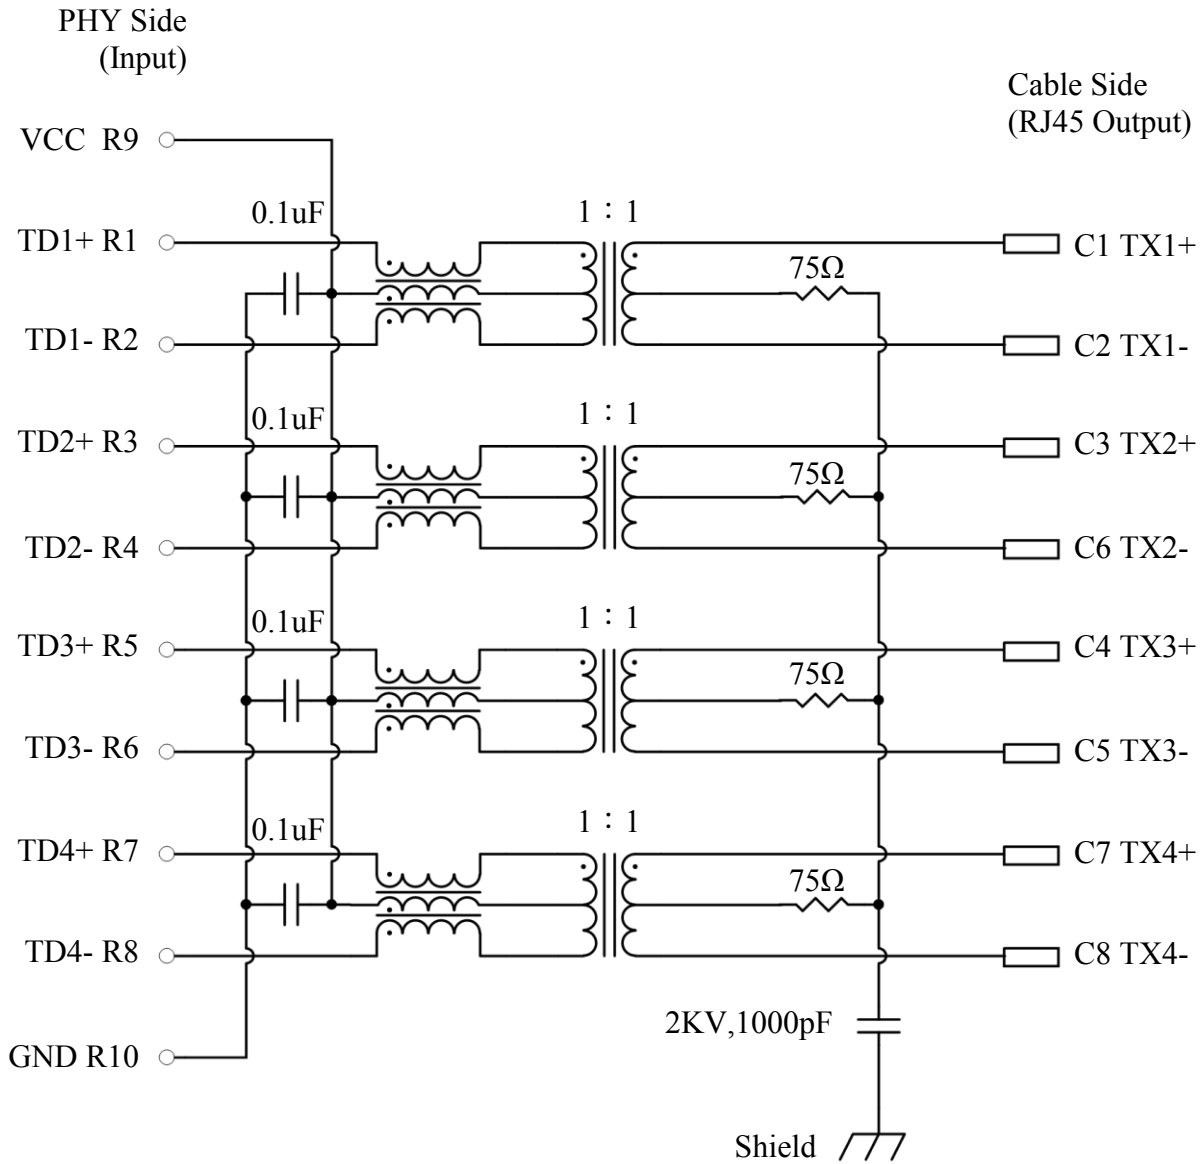 PHY Side
(Input)
Cable Side
(RJ45 Output)
VCC R9
0.1uF
1 : 1
TD1+ R1
C1 TX1+
75Ω
TD1- R2
C2 TX1-
0.1uF
1 : 1
TD2+ R3
C3 TX2+
75Ω
TD2- R4
C6 TX2-
0.1uF
1 : 1
TD3+ R5
C4 TX3+
75Ω
TD3- R6
C5 TX3-
0.1uF
1 : 1
TD4+ R7
C7 TX4+
75Ω
TD4- R8
C8 TX4-
2KV,1000pF
GND R10
Shield